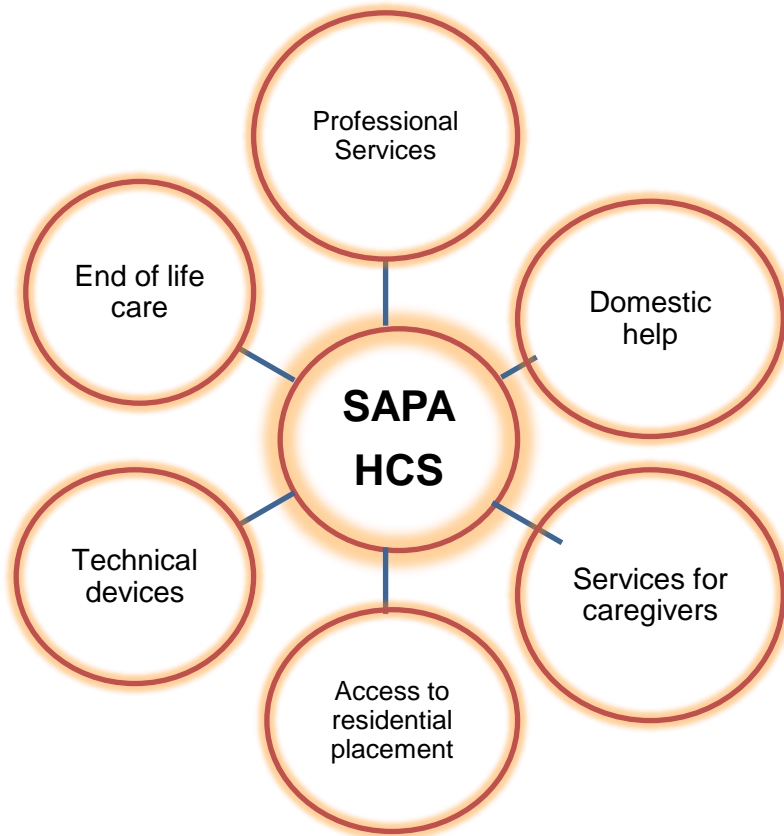 Professional
Services
End of life
care
Domestic
help
SAPA
HCS
Technical
devices
Services for
caregivers
Access to
residential
placement